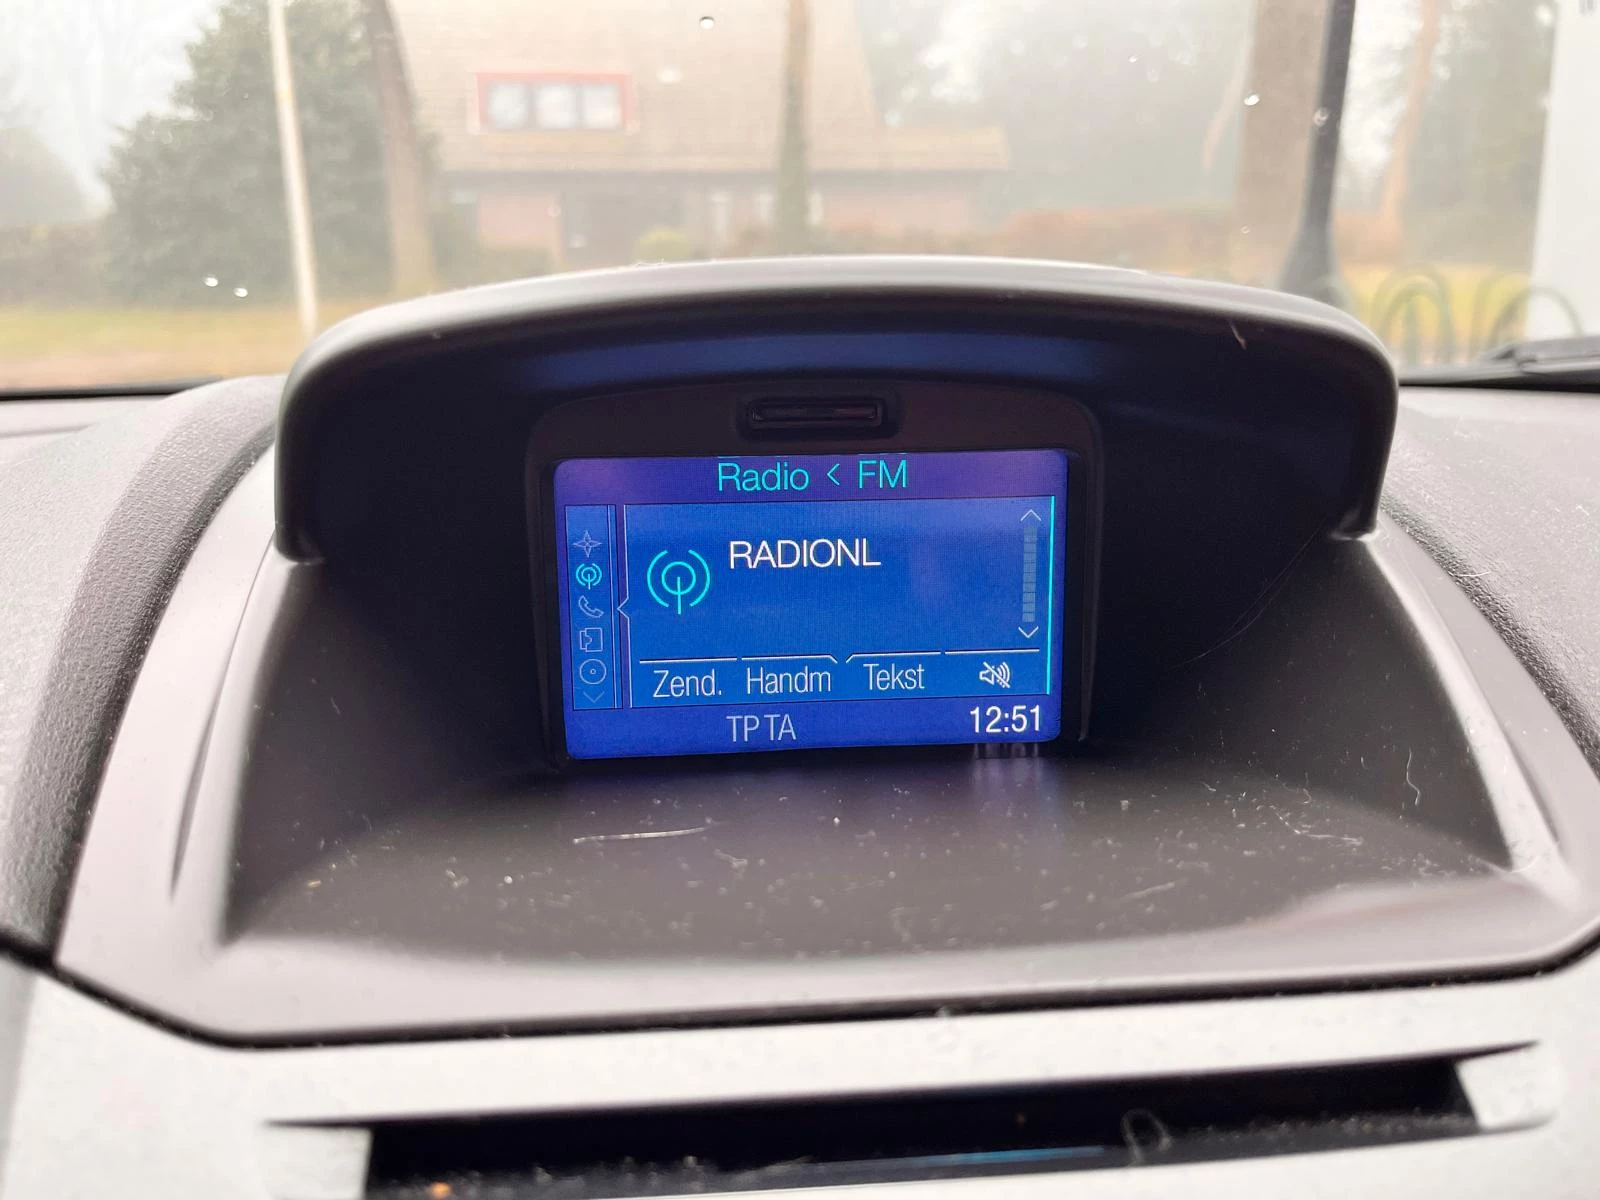 Radio < FM
RADIONL
Zend. Handm Tekst
TP TA 12:51